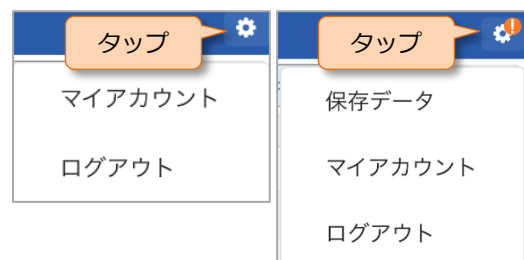 タップ
マイアカウント
ログアウト
タップ
保存データ
マイアカウント
ログアウト